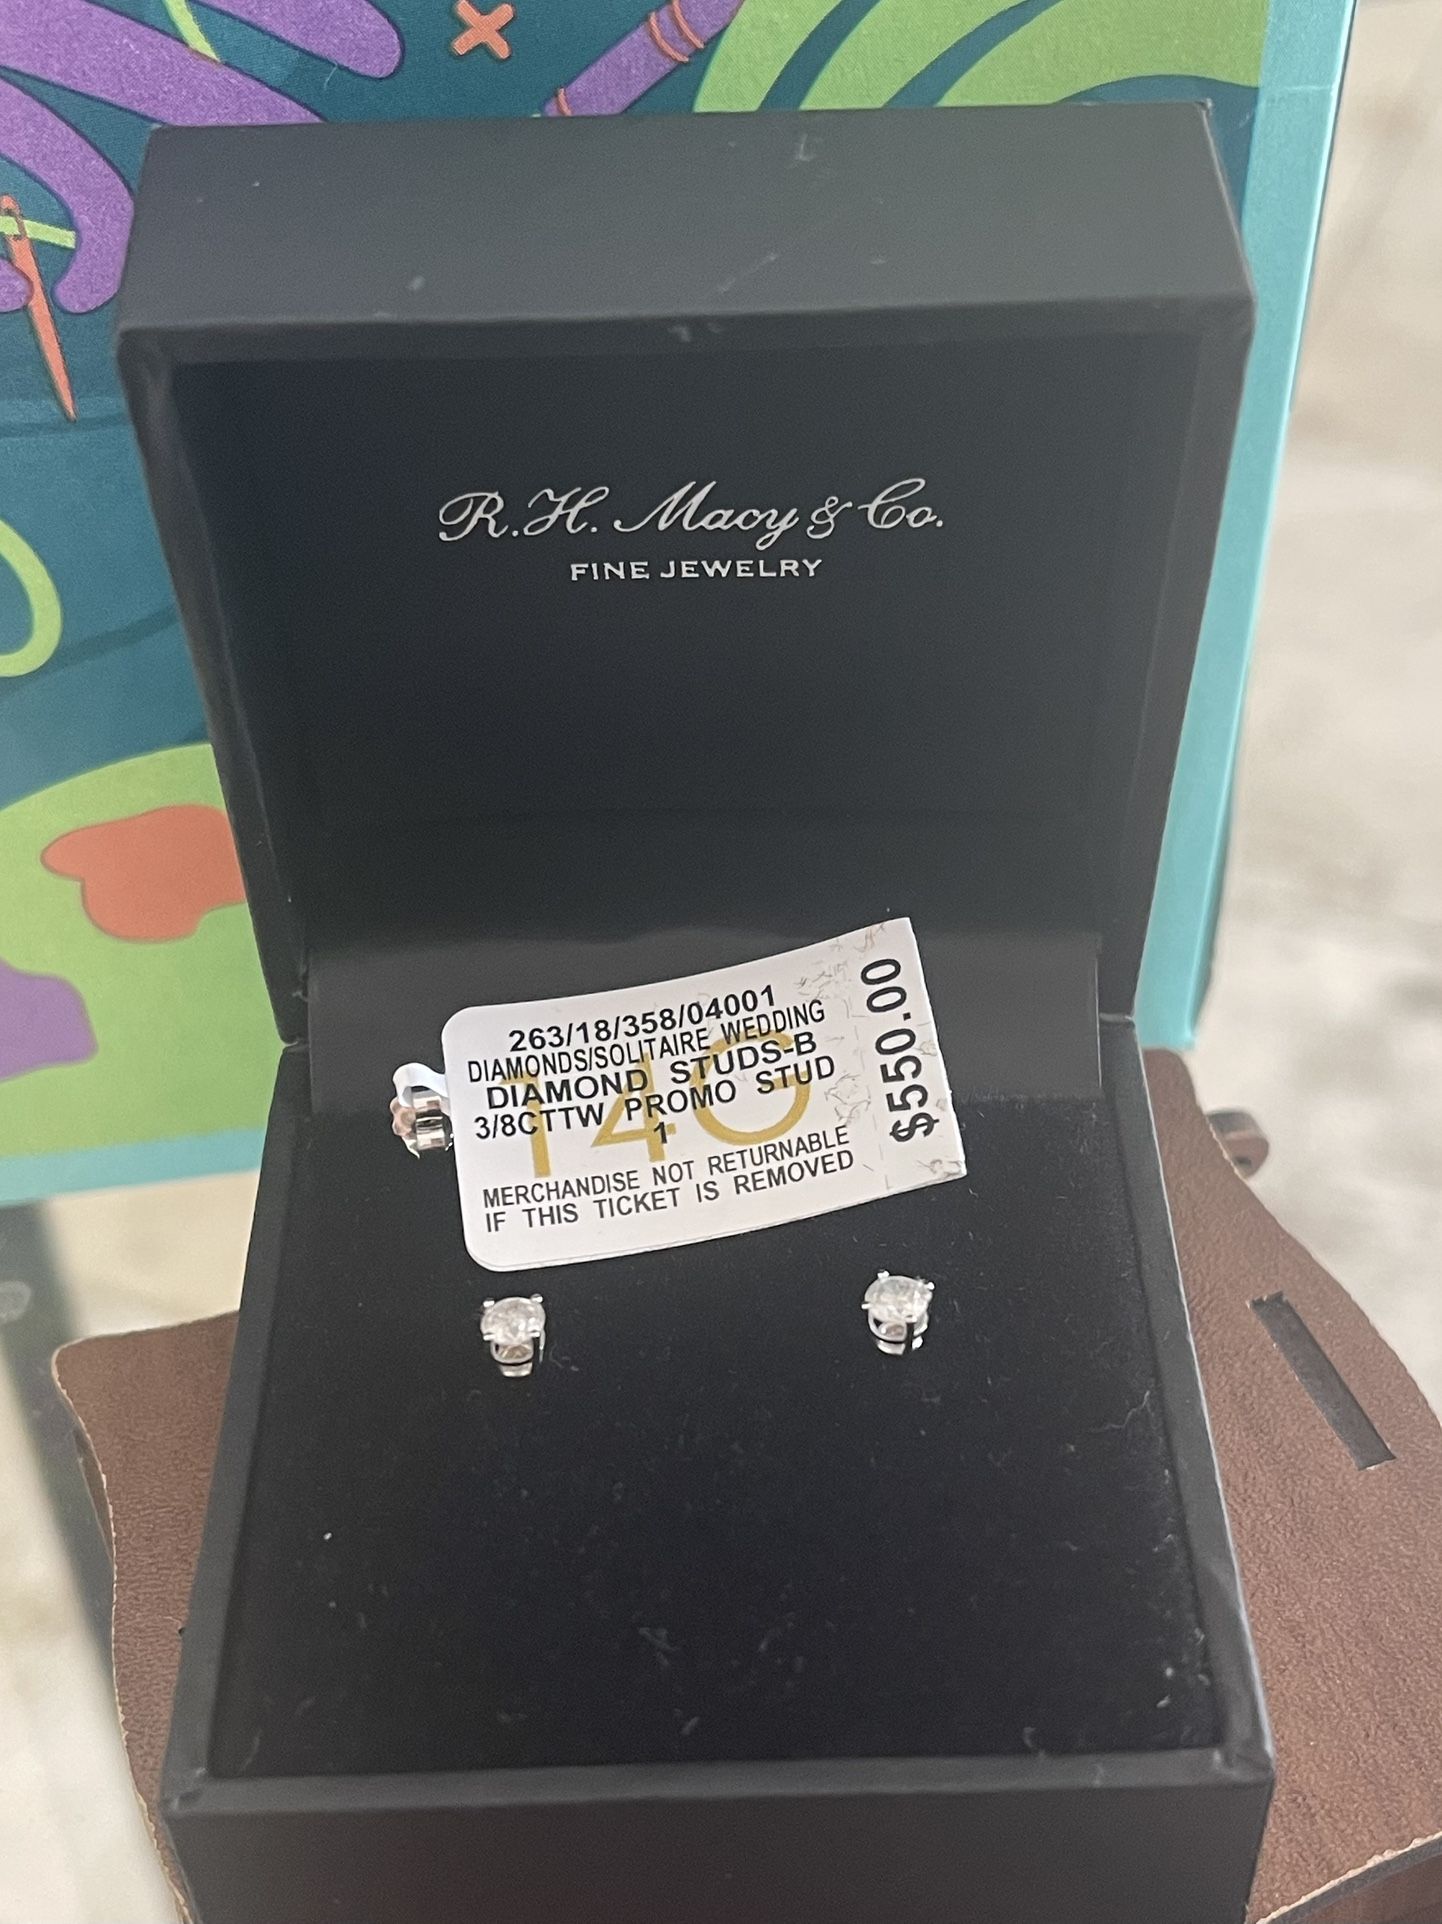 R.H. Macy & Co.
FINE JEWELRY
263/18/358/04001
DIAMONDS/SOLITAIRE WEDDING
DIAMOND STUDS-B
3/8CTTW PROMO STUD
1
14G
MERCHANDISE NOT RETURNABLE
IF THIS TICKET IS REMOVED
$550.00